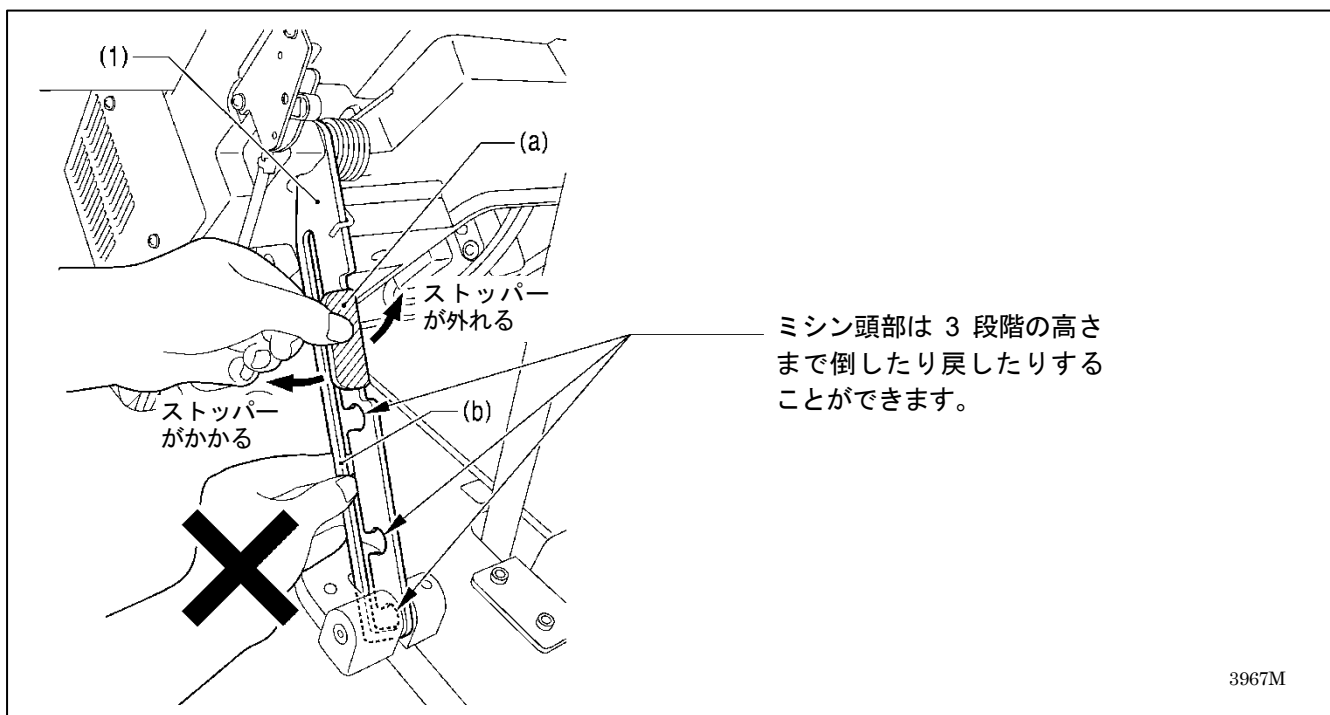 (1)
(a)
ストッパー
が外れる
ストッパー
がかかる
(b)
ミシン頭部は 3 段階の高さ
まで倒したり戻したりする
ことができます。
3967M